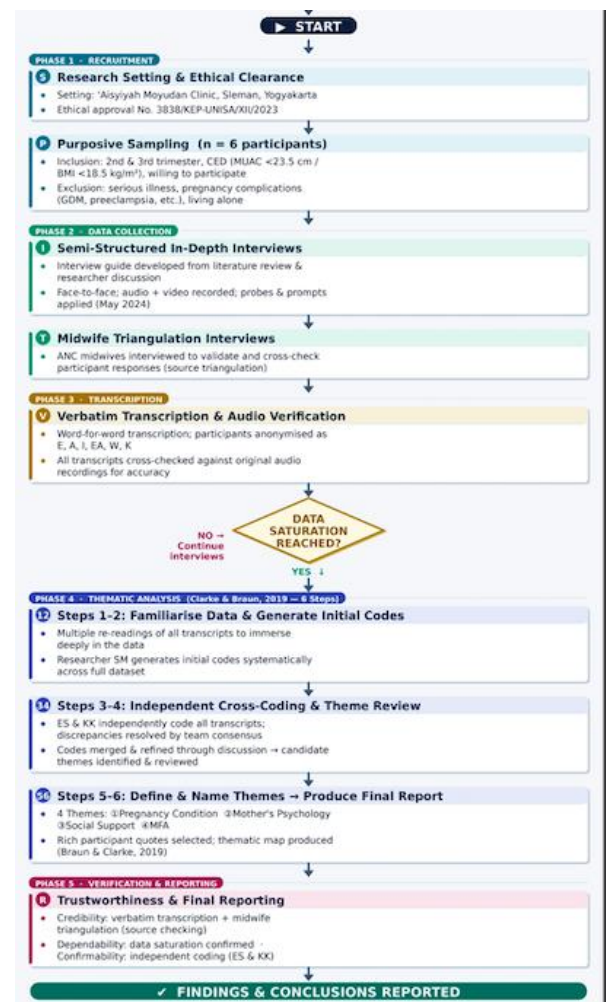 ▶ START
PHASE 1 - RECRUITMENT
S Research Setting & Ethical Clearance
• Setting: 'Aisyiyah Moyudan Clinic, Sleman, Yogyakarta
• Ethical approval No. 3838/KEP-UNISA/XII/2023
P Purposive Sampling (n = 6 participants)
• Inclusion: 2nd & 3rd trimester, CED (MUAC <23.5 cm /
BMI <18.5 kg/m²), willing to participate
• Exclusion: serious illness, pregnancy complications
(GDM, preeclampsia, etc.), living alone
PHASE 2 - DATA COLLECTION
I Semi-Structured In-Depth Interviews
• Interview guide developed from literature review &
researcher discussion
• Face-to-face; audio + video recorded; probes & prompts
applied (May 2024)
T Midwife Triangulation Interviews
• ANC midwives interviewed to validate and cross-check
participant responses (source triangulation)
PHASE 3 - TRANSCRIPTION
V Verbatim Transcription & Audio Verification
• Word-for-word transcription; participants anonymised as
E, A, I, EA, W, K
• All transcripts cross-checked against original audio
recordings for accuracy
DATA
SATURATION
REACHED?
NO →
Continue
interviews
YES ↓
PHASE 4 - THEMATIC ANALYSIS (Clarke & Braun, 2019 — 6 Steps)
12 Steps 1–2: Familiarise Data & Generate Initial Codes
• Multiple re-readings of all transcripts to immerse
deeply in the data
• Researcher SM generates initial codes systematically
across full dataset
34 Steps 3–4: Independent Cross-Coding & Theme Review
• ES & KK independently code all transcripts;
discrepancies resolved by team consensus
• Codes merged & refined through discussion → candidate
themes identified & reviewed
56 Steps 5–6: Define & Name Themes → Produce Final Report
• 4 Themes: ①Pregnancy Condition ②Mother's Psychology
③Social Support ④MFA
• Rich participant quotes selected; thematic map produced
(Braun & Clarke, 2019)
PHASE 5 - VERIFICATION & REPORTING
R Trustworthiness & Final Reporting
• Credibility: verbatim transcription + midwife
triangulation (source checking)
• Dependability: data saturation confirmed ·
Confirmability: independent coding (ES & KK)
✓ FINDINGS & CONCLUSIONS REPORTED